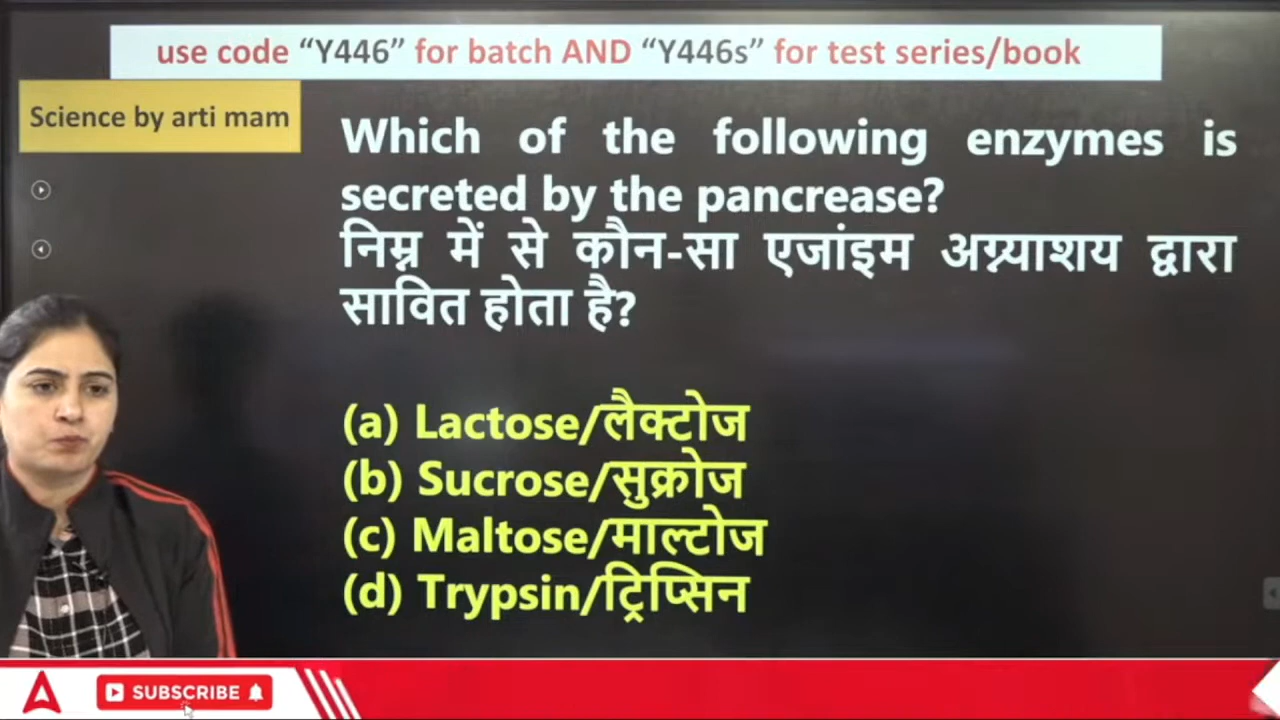 use code “Y446” for batch AND “Y446s” for test series/book
Science by arti mam
Which of the following enzymes is
secreted by the pancrease?
निम्न में से कौन-सा एजांइम अग्न्याशय द्वारा
सावित होता है?
(a) Lactose/लैक्टोज
(b) Sucrose/सुक्रोज
(c) Maltose/माल्टोज
(d) Trypsin/ट्रिप्सिन
SUBSCRIBE